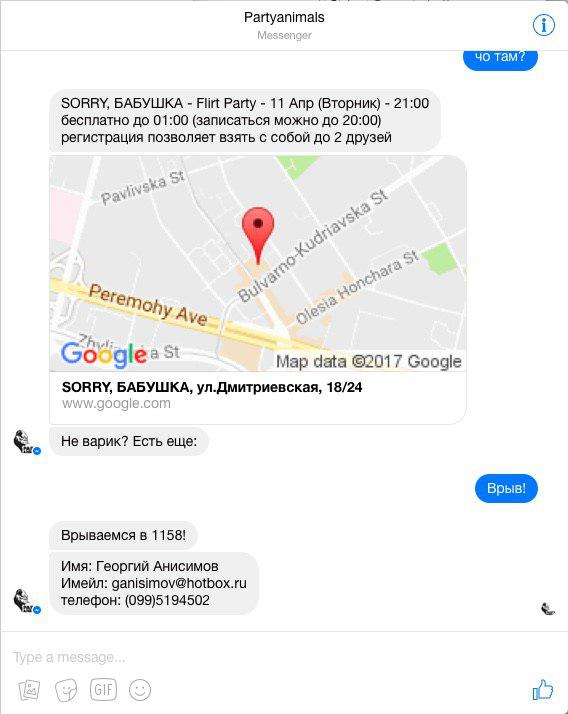 Partyanimals
Messenger
чо там?
SORRY, БАБУШКА - Flirt Party - 11 Апр (Вторник) - 21:00
бесплатно до 01:00 (записаться можно до 20:00)
регистрация позволяет взять с собой до 2 друзей
Pavlivska St
Bulvarno-Kudriavska St
Olesia Honchara St
Peremohy Ave
Zhyli
a St
Google
Map data ©2017 Google
SORRY, БАБУШКА, ул.Дмитриевская, 18/24
www.google.com
Не варик? Есть еще:
Врыв!
Врываемся в 1158!
Имя: Георгий Анисимов
Имейл: ganisimov@hotbox.ru
телефон: (099)5194502
Type a message...
GIF